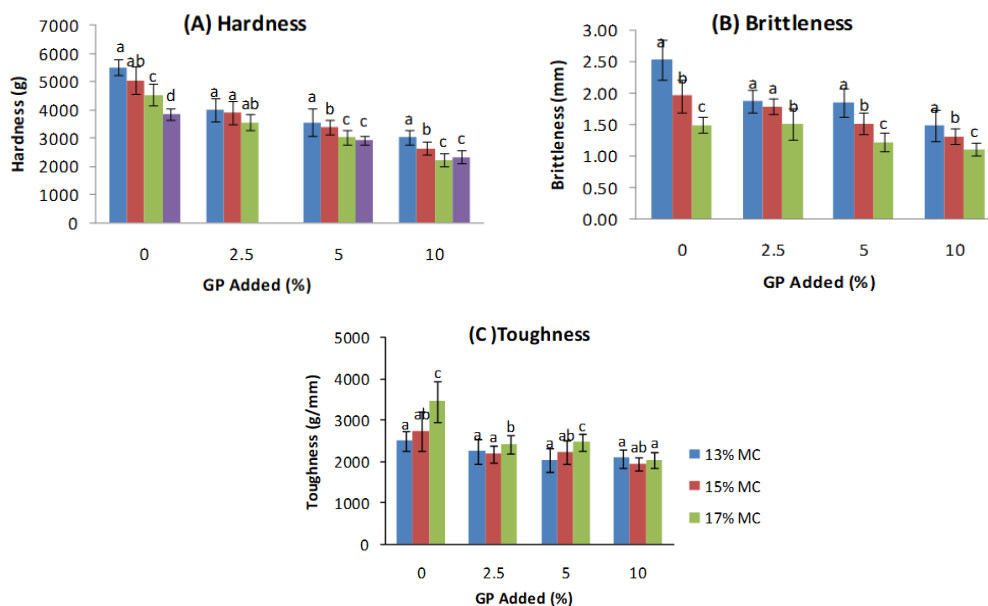 (A) Hardness
Hardness (g)
7000
6000
5000
4000
3000
2000
1000
0
a ab c d
a a ab
a b c c
a b c c
0 2.5 5 10
GP Added (%)
(B) Brittleness
Brittleness (mm)
3.00
2.50
2.00
1.50
1.00
0.50
0.00
a b c
a a b
a b c
a b c
0 2.5 5 10
GP Added (%)
(C )Toughness
Toughness (g/mm)
5000
4000
3000
2000
1000
0
a ab c
a a b
a ab c
a ab a
0 2.5 5 10
GP Added (%)
13% MC
15% MC
17% MC